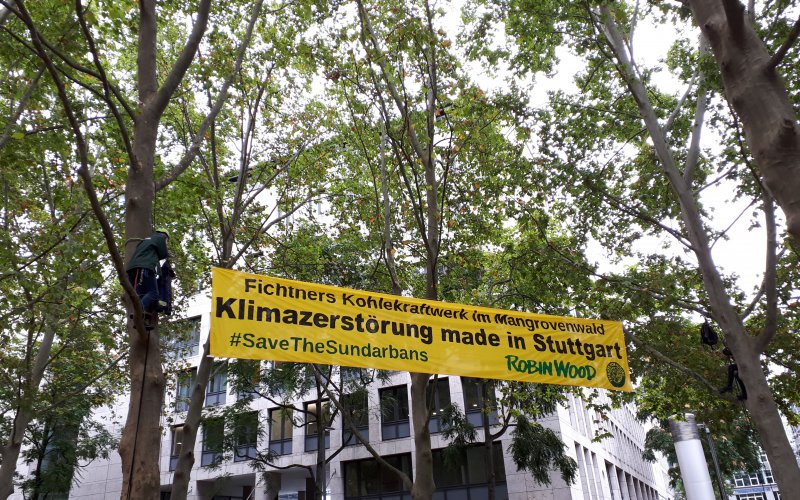 Fichtners Kohlekraftwerk im Mangrovenwald
Klimazerstörung made in Stuttgart
#SaveTheSundarbans
ROBIN WOOD